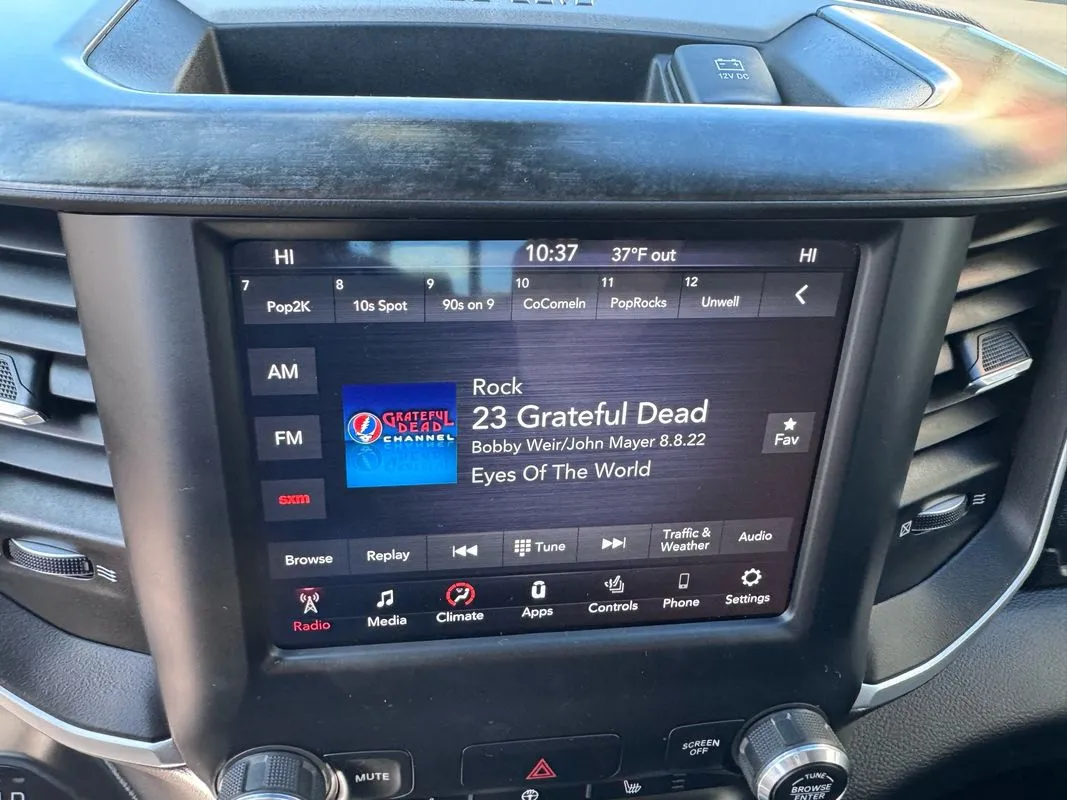 12V DC
HI 10:37 37°F out HI
7 Pop2K 8 10s Spot 9 90s on 9 10 CoComeln 11 PopRocks 12 Unwell
AM
FM
sxm
GRATEFUL
DEAD
CHANNEL
Rock
23 Grateful Dead
Bobby Weir/John Mayer 8.8.22
Eyes Of The World
Fav
Browse Replay Tune Traffic & Weather Audio
Radio Media Climate Apps Controls Phone Settings
MUTE
SCREEN
OFF
TUNE
BROWSE
ENTER